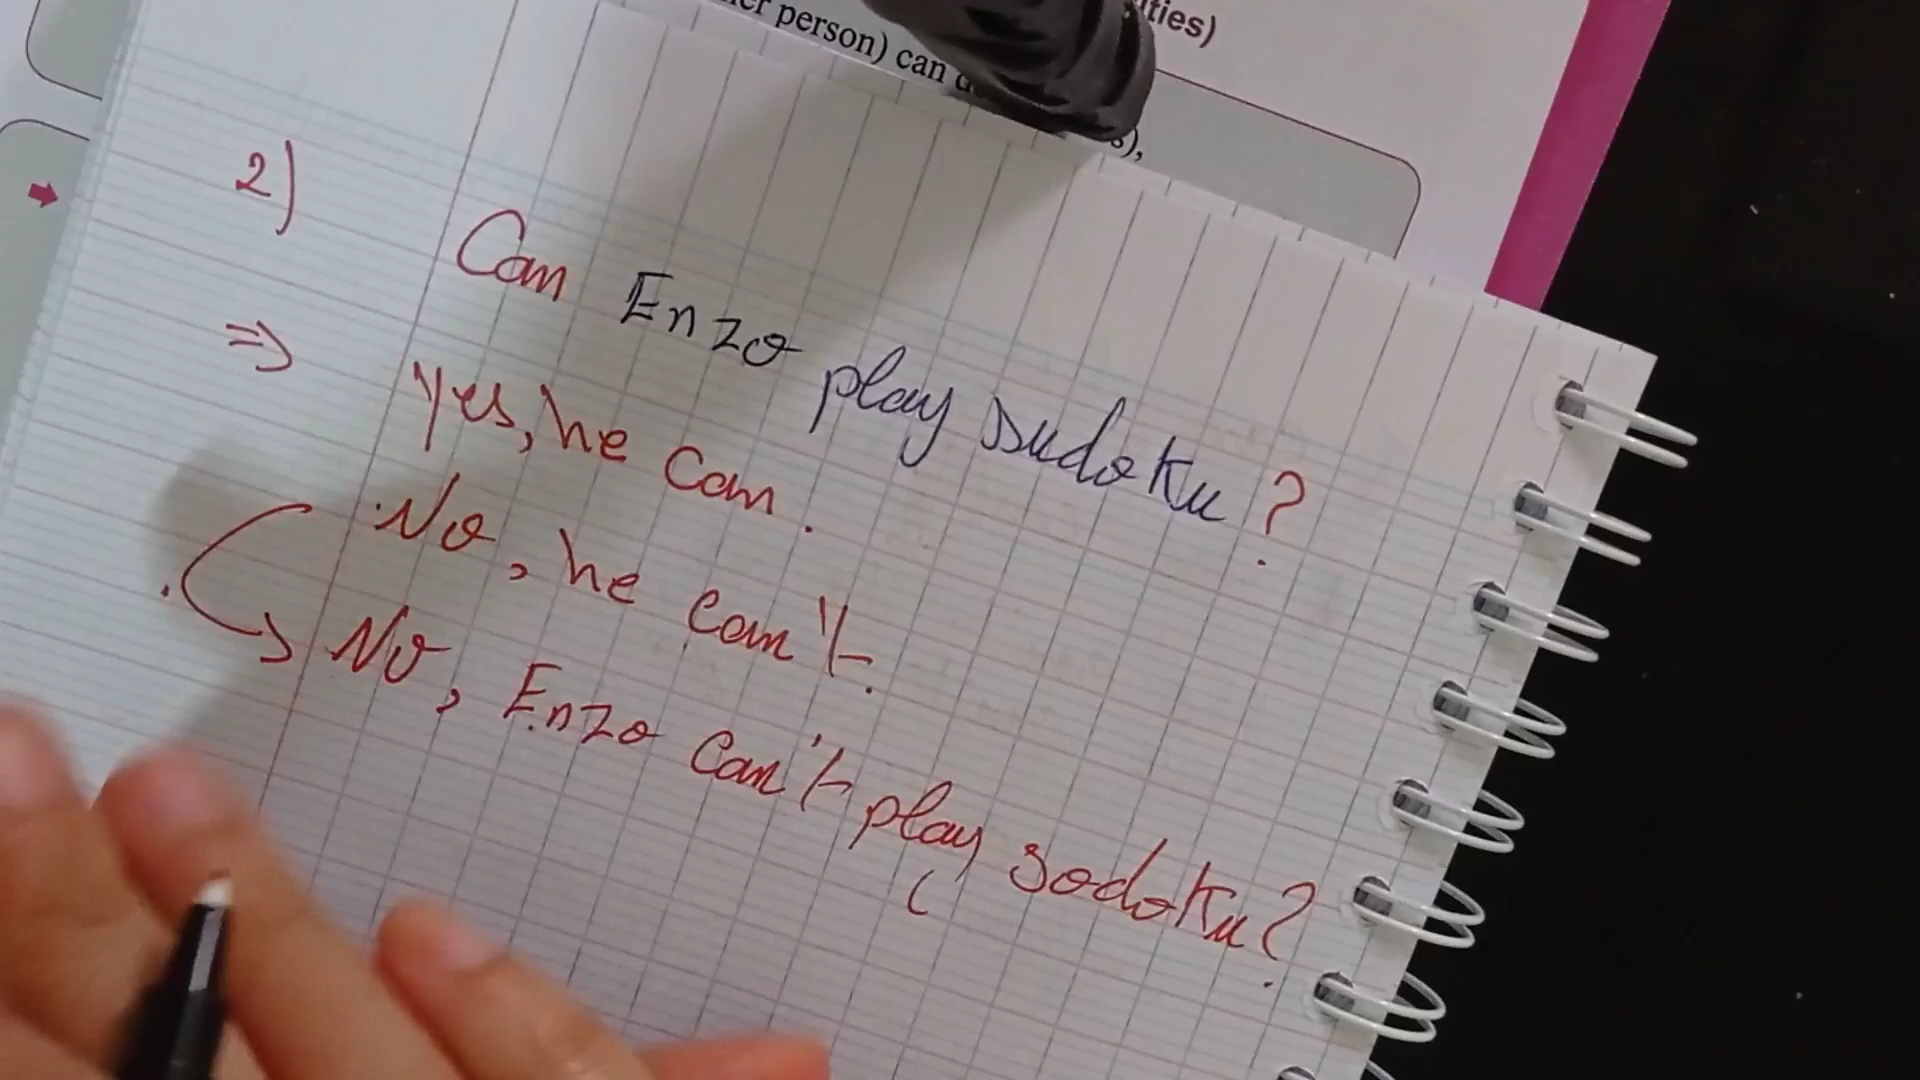 ities)
er person) can
s),
2) Can Enzo play sudoku ?
=> Yes, he can.
No, he can't.
No, Enzo can't play sodoku?
(